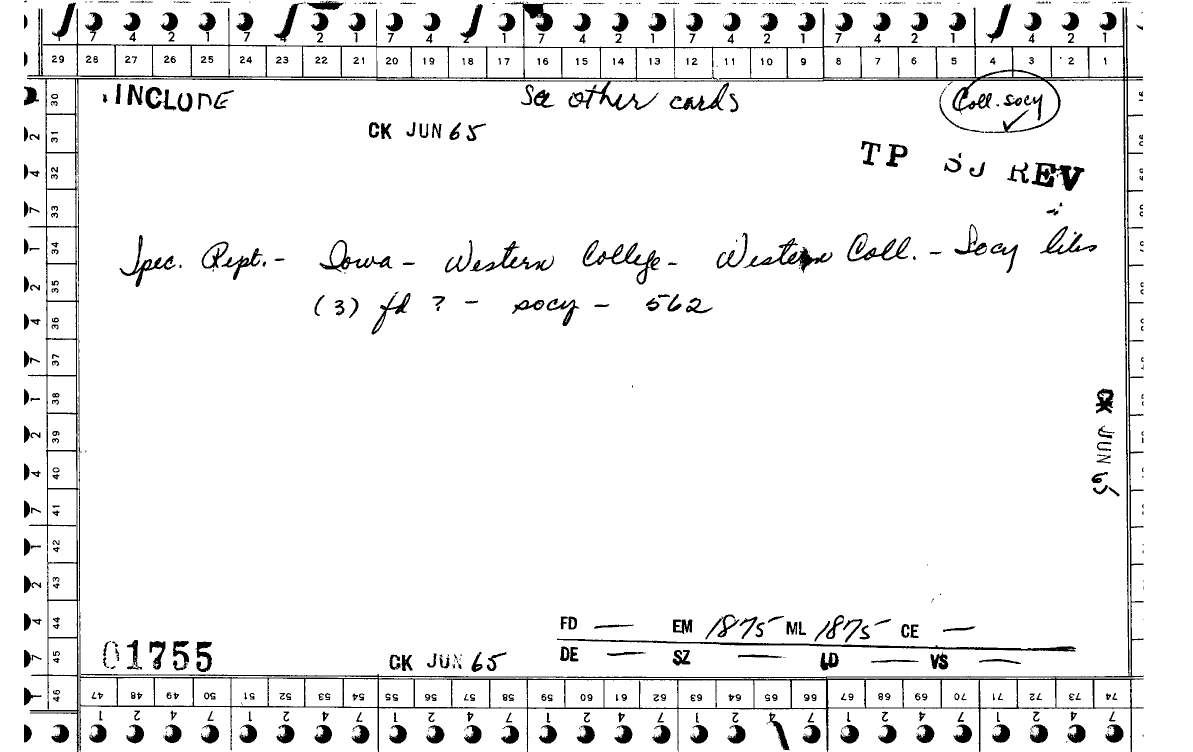 7 4 2 1 7 4 2 1 7 4 2 1 7 4 2 1 7 4 2 1 7 4 2 1 7 4 2 1
29 28 27 26 25 24 23 22 21 20 19 18 17 16 15 14 13 12 11 10 9 8 7 6 5 4 3 2 1
INCLUDE See other cards Coll. socy
CK JUN 65
TP SJ REV
Spec. Rept. - Iowa - Western College - Western Coll. - Socy libs
(3) fd ? - socy - 562
CK JUN 65
FD — EM 1875 ML 1875 CE —
DE — SZ — LD — VS —
01755 CK JUN 65
30 31 32 33 34 35 36 37 38 39 40 41 42 43 44 45 46
47 48 49 50 51 52 53 54 55 56 57 58 59 60 61 62 63 64 65 66 67 68 69 70 71 72 73 74
1 2 4 7 1 2 4 7 1 2 4 7 1 2 4 7 1 2 4 7 1 2 4 7 1 2 4 7